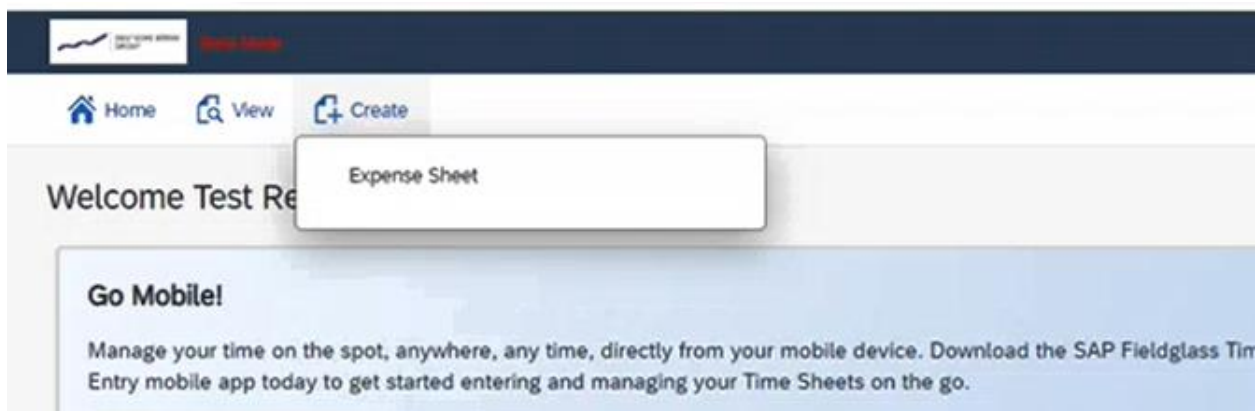 Home View Create
Expense Sheet
Welcome Test Re
Go Mobile!
Manage your time on the spot, anywhere, any time, directly from your mobile device. Download the SAP Fieldglass Tim
Entry mobile app today to get started entering and managing your Time Sheets on the go.